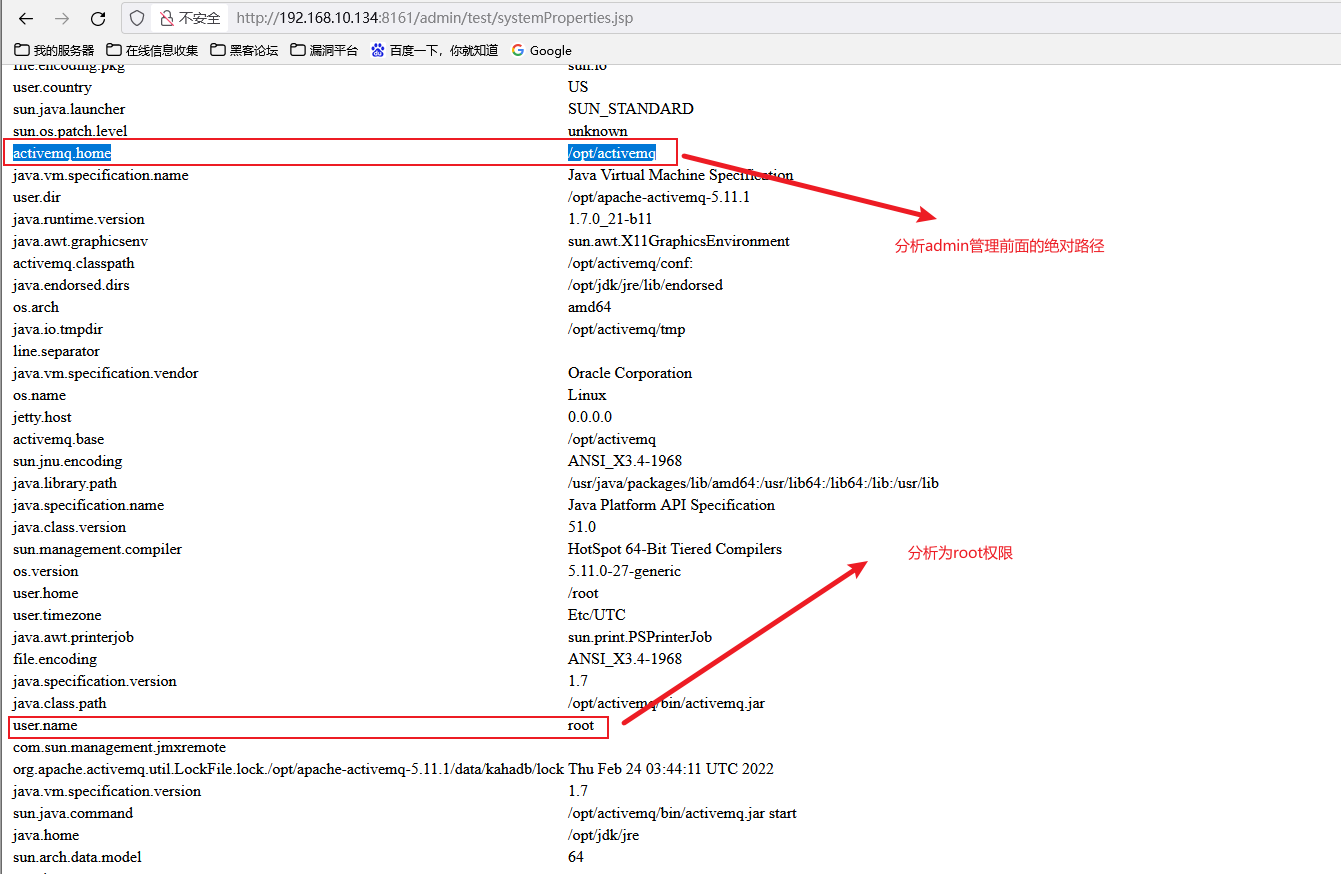 不安全 http://192.168.10.134:8161/admin/test/systemProperties.jsp
我的服务器 在线信息收集 黑客论坛 漏洞平台 百度一下，你就知道 Google
file.encoding.pkg sun.io
user.country US
sun.java.launcher SUN_STANDARD
sun.os.patch.level unknown
activemq.home /opt/activemq
java.vm.specification.name Java Virtual Machine Specification
user.dir /opt/apache-activemq-5.11.1
java.runtime.version 1.7.0_21-b11
java.awt.graphicsenv sun.awt.X11GraphicsEnvironment
分析admin管理前面的绝对路径
activemq.classpath /opt/activemq/conf:
java.endorsed.dirs /opt/jdk/jre/lib/endorsed
os.arch amd64
java.io.tmpdir /opt/activemq/tmp
line.separator
java.vm.specification.vendor Oracle Corporation
os.name Linux
jetty.host 0.0.0.0
activemq.base /opt/activemq
sun.jnu.encoding ANSI_X3.4-1968
java.library.path /usr/java/packages/lib/amd64:/usr/lib64:/lib64:/lib:/usr/lib
java.specification.name Java Platform API Specification
java.class.version 51.0
sun.management.compiler HotSpot 64-Bit Tiered Compilers
分析为root权限
os.version 5.11.0-27-generic
user.home /root
user.timezone Etc/UTC
java.awt.printerjob sun.print.PSPrinterJob
file.encoding ANSI_X3.4-1968
java.specification.version 1.7
java.class.path /opt/activemq/bin/activemq.jar
user.name root
com.sun.management.jmxremote
org.apache.activemq.util.LockFile.lock./opt/apache-activemq-5.11.1/data/kahadb/lock Thu Feb 24 03:44:11 UTC 2022
java.vm.specification.version 1.7
sun.java.command /opt/activemq/bin/activemq.jar start
java.home /opt/jdk/jre
sun.arch.data.model 64